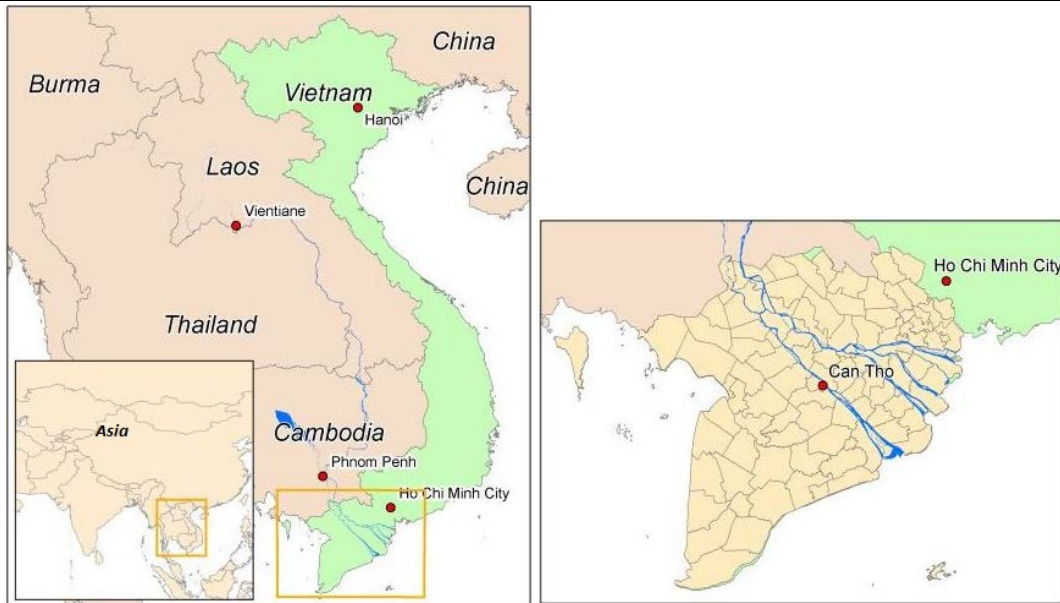 China
Burma
Vietnam
Hanoi
Laos
China
Vientiane
Thailand
Asia
Cambodia
Phnom Penh
Ho Chi Minh City
Ho Chi Minh City
Can Tho